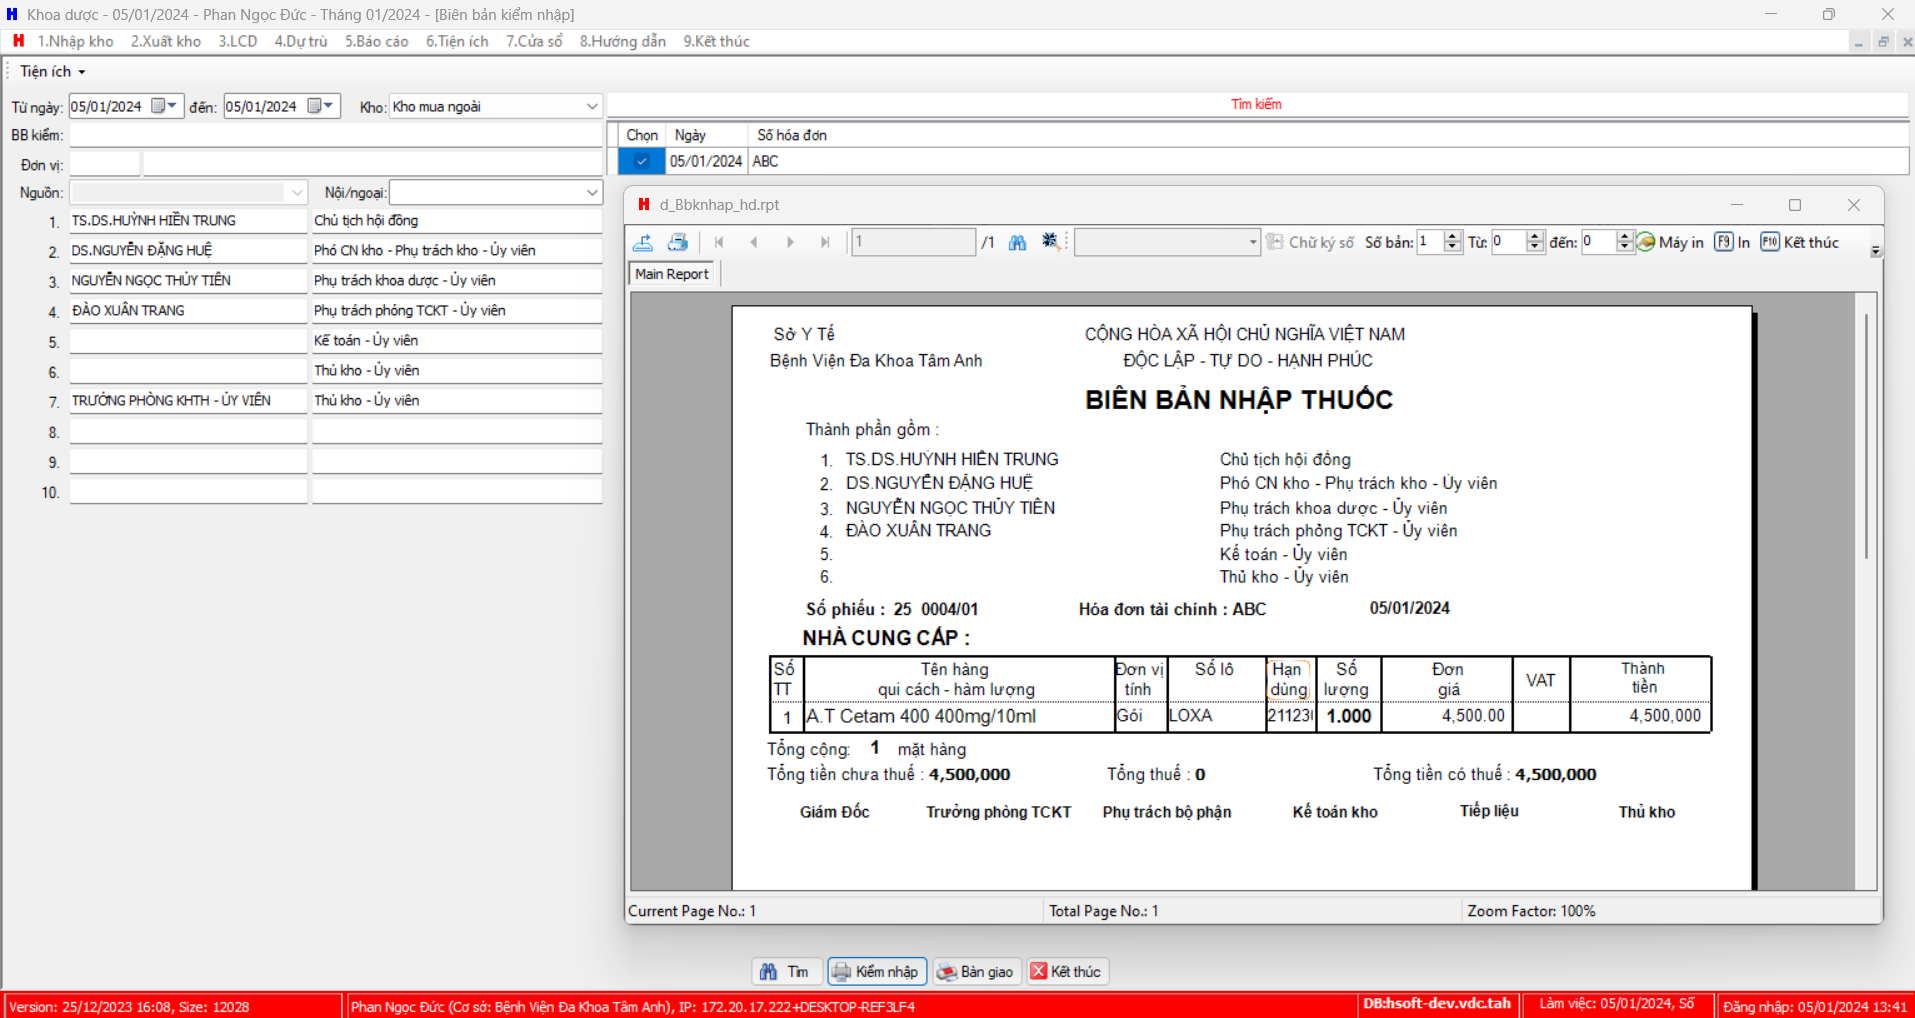 Khoa dược - 05/01/2024 - Phan Ngọc Đức - Tháng 01/2024 - [Biên bản kiểm nhập]
1.Nhập kho 2.Xuất kho 3.LCD 4.Dự trù 5.Báo cáo 6.Tiện ích 7.Cửa sổ 8.Hướng dẫn 9.Kết thúc
Tiện ích
Từ ngày: 05/01/2024 đến: 05/01/2024 Kho: Kho mua ngoài
BB kiểm:
Đơn vị:
Nguồn: Nội/ngoại:
1. TS.DS.HUỲNH HIỀN TRUNG Chủ tịch hội đồng
2. DS.NGUYỄN ĐẶNG HUỆ Phó CN kho - Phụ trách kho - Ủy viên
3. NGUYỄN NGỌC THỦY TIÊN Phụ trách khoa dược - Ủy viên
4. ĐÀO XUÂN TRANG Phụ trách phỏng TCKT - Ủy viên
5. Kế toán - Ủy viên
6. Thủ kho - Ủy viên
7. TRƯỞNG PHÒNG KHTH - ỦY VIÊN Thủ kho - Ủy viên
8.
9.
10.
Tìm kiếm
Chọn Ngày Số hóa đơn
05/01/2024 ABC
d_Bbknhap_hd.rpt
1 /1 Chữ ký số Số bản: 1 Từ: 0 đến: 0 Máy in F9 In F10 Kết thúc
Main Report
Sở Y Tế CỘNG HÒA XÃ HỘI CHỦ NGHĨA VIỆT NAM
Bệnh Viện Đa Khoa Tâm Anh ĐỘC LẬP - TỰ DO - HẠNH PHÚC
BIÊN BẢN NHẬP THUỐC
Thành phần gồm :
1. TS.DS.HUỲNH HIỀN TRUNG Chủ tịch hội đồng
2. DS.NGUYỄN ĐẶNG HUỆ Phó CN kho - Phụ trách kho - Ủy viên
3. NGUYỄN NGỌC THỦY TIÊN Phụ trách khoa dược - Ủy viên
4. ĐÀO XUÂN TRANG Phụ trách phỏng TCKT - Ủy viên
5. Kế toán - Ủy viên
6. Thủ kho - Ủy viên
Số phiếu : 25 0004/01 Hóa đơn tài chính : ABC 05/01/2024
NHÀ CUNG CẤP :
Số TT Tên hàng qui cách - hàm lượng Đơn vị tính Số lô Hạn dùng Số lượng Đơn giá VAT Thành tiền
1 A.T Cetam 400 400mg/10ml Gói LOXA 21123 1.000 4,500.00 4,500,000
Tổng cộng: 1 mặt hàng
Tổng tiền chưa thuế : 4,500,000 Tổng thuế : 0 Tổng tiền có thuế : 4,500,000
Giám Đốc Trưởng phòng TCKT Phụ trách bộ phận Kế toán kho Tiếp liệu Thủ kho
Current Page No.: 1 Total Page No.: 1 Zoom Factor: 100%
Tìm Kiểm nhập Bàn giao Kết thúc
Version: 25/12/2023 16:08, Size: 12028 Phan Ngọc Đức (Cơ sở: Bệnh Viện Đa Khoa Tâm Anh), IP: 172.20.17.222+DESKTOP-REF3LF4 DB:hsoft-dev.vdc.tah Làm việc: 05/01/2024, Số Đăng nhập: 05/01/2024 13:41